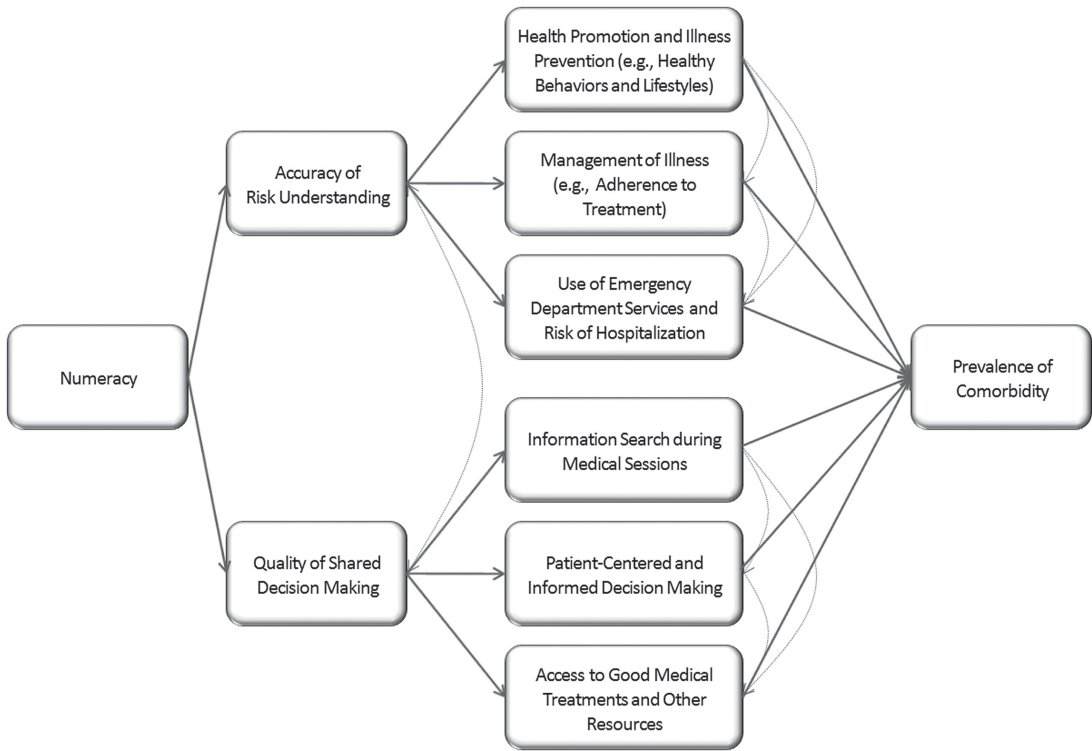 Health Promotion and Illness
Prevention (e.g., Healthy
Behaviors and Lifestyles)
Accuracy of
Risk Understanding
Management of Illness
(e.g., Adherence to
Treatment)
Use of Emergency
Department Services and
Risk of Hospitalization
Numeracy
Prevalence of
Comorbidity
Information Search during
Medical Sessions
Quality of Shared
Decision Making
Patient-Centered and
Informed Decision Making
Access to Good Medical
Treatments and Other
Resources